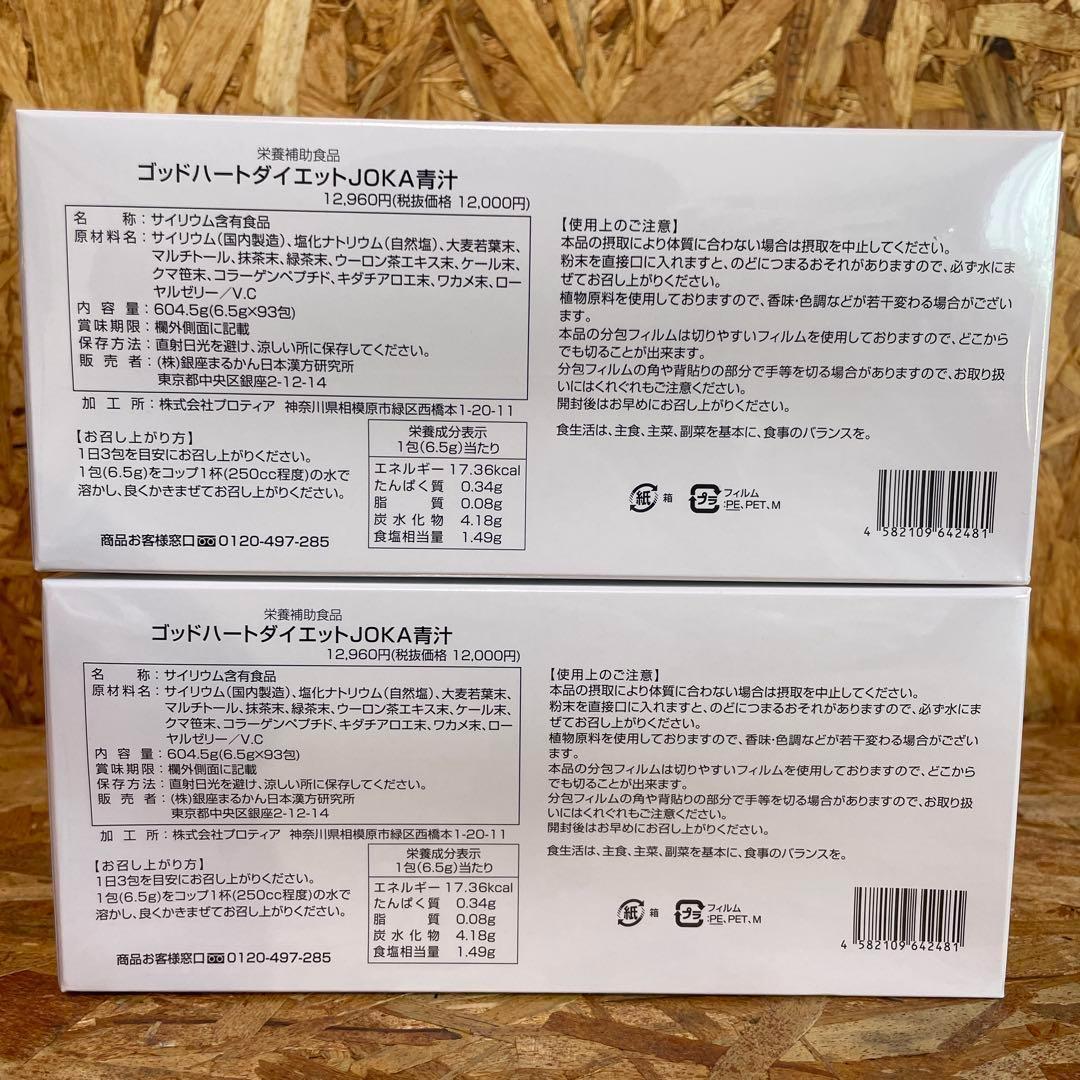 栄養補助食品
ゴッドハートダイエットJOKA青汁
12,960円(税抜価格 12,000円)
名称：サイリウム含有食品
原材料名：サイリウム(国内製造)、塩化ナトリウム(自然塩)、大麦若葉末、
マルチトール、抹茶末、緑茶末、ウーロン茶エキス末、ケール末、
クマ笹末、コラーゲンペプチド、キダチアロエ末、ワカメ末、ロー
ヤルゼリー／V.C
内容量：604.5g(6.5g×93包)
賞味期限：欄外側面に記載
保存方法：直射日光を避け、涼しい所に保存してください。
販売者：(株)銀座まるかん日本漢方研究所
東京都中央区銀座2-12-14
加工所：株式会社プロティア 神奈川県相模原市緑区西橋本1-20-11
【お召し上がり方】
1日3包を目安にお召し上がりください。
1包(6.5g)をコップ1杯(250cc程度)の水で
溶かし、良くかきまぜてお召し上がりください。
商品お客様窓口 0120-497-285
栄養成分表示
1包(6.5g)当たり
エネルギー 17.36kcal
たんぱく質 0.34g
脂質 0.08g
炭水化物 4.18g
食塩相当量 1.49g
【使用上のご注意】
本品の摂取により体質に合わない場合は摂取を中止してください。
粉末を直接口に入れますと、のどにつまるおそれがありますので、必ず水にま
ぜてお召し上がりください。
植物原料を使用しておりますので、香味・色調などが若干変わる場合がござい
ます。
本品の分包フィルムは切りやすいフィルムを使用しておりますので、どこから
でも切ることが出来ます。
分包フィルムの角や背貼りの部分で手等を切る場合がありますので、お取り扱
いにはくれぐれもご注意ください。
開封後はお早めにお召し上がりください。
食生活は、主食、主菜、副菜を基本に、食事のバランスを。
紙 箱 プラ フィルム
:PE、PET、M
4 582109 642481
栄養補助食品
ゴッドハートダイエットJOKA青汁
12,960円(税抜価格 12,000円)
名称：サイリウム含有食品
原材料名：サイリウム(国内製造)、塩化ナトリウム(自然塩)、大麦若葉末、
マルチトール、抹茶末、緑茶末、ウーロン茶エキス末、ケール末、
クマ笹末、コラーゲンペプチド、キダチアロエ末、ワカメ末、ロー
ヤルゼリー／V.C
内容量：604.5g(6.5g×93包)
賞味期限：欄外側面に記載
保存方法：直射日光を避け、涼しい所に保存してください。
販売者：(株)銀座まるかん日本漢方研究所
東京都中央区銀座2-12-14
加工所：株式会社プロティア 神奈川県相模原市緑区西橋本1-20-11
【お召し上がり方】
1日3包を目安にお召し上がりください。
1包(6.5g)をコップ1杯(250cc程度)の水で
溶かし、良くかきまぜてお召し上がりください。
商品お客様窓口 0120-497-285
栄養成分表示
1包(6.5g)当たり
エネルギー 17.36kcal
たんぱく質 0.34g
脂質 0.08g
炭水化物 4.18g
食塩相当量 1.49g
【使用上のご注意】
本品の摂取により体質に合わない場合は摂取を中止してください。
粉末を直接口に入れますと、のどにつまるおそれがありますので、必ず水にま
ぜてお召し上がりください。
植物原料を使用しておりますので、香味・色調などが若干変わる場合がござい
ます。
本品の分包フィルムは切りやすいフィルムを使用しておりますので、どこから
でも切ることが出来ます。
分包フィルムの角や背貼りの部分で手等を切る場合がありますので、お取り扱
いにはくれぐれもご注意ください。
開封後はお早めにお召し上がりください。
食生活は、主食、主菜、副菜を基本に、食事のバランスを。
紙 箱 プラ フィルム
:PE、PET、M
4 582109 642481